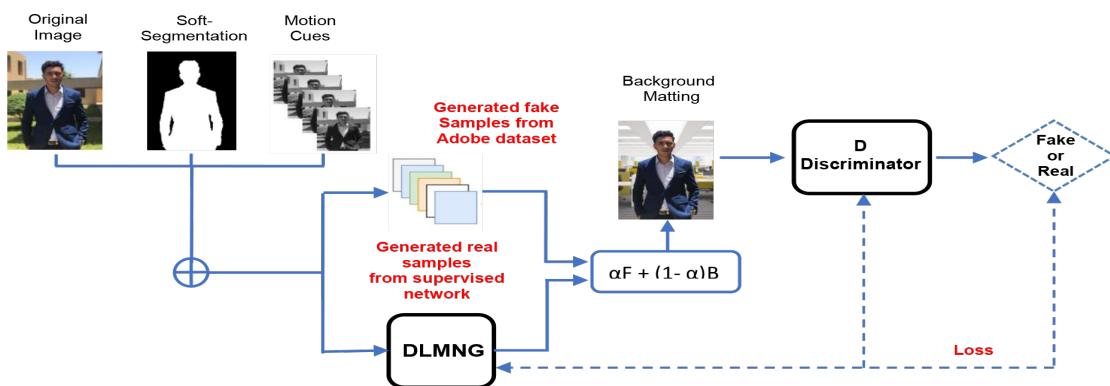 Original
Image
Soft-
Segmentation
Motion
Cues
Generated fake
Samples from
Adobe dataset
Background
Matting
D
Discriminator
Fake
or
Real
Generated real
samples
from supervised
network
αF + (1- α)B
DLMNG
Loss